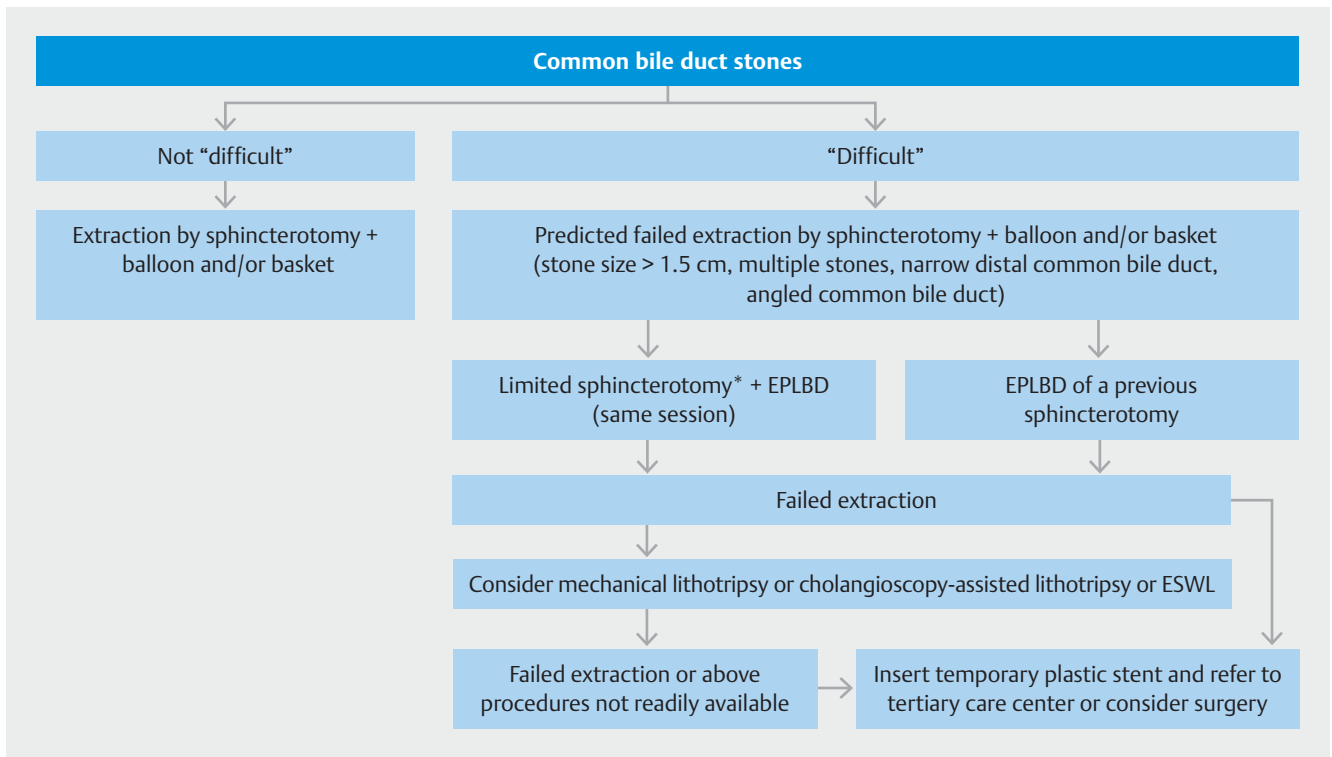 Common bile duct stones
Not “difficult”
“Difficult”
Extraction by sphincterotomy +
balloon and/or basket
Predicted failed extraction by sphincterotomy + balloon and/or basket
(stone size > 1.5 cm, multiple stones, narrow distal common bile duct,
angled common bile duct)
Limited sphincterotomy* + EPLBD
(same session)
EPLBD of a previous
sphincterotomy
Failed extraction
Consider mechanical lithotripsy or cholangioscopy-assisted lithotripsy or ESWL
Failed extraction or above
procedures not readily available
Insert temporary plastic stent and refer to
tertiary care center or consider surgery